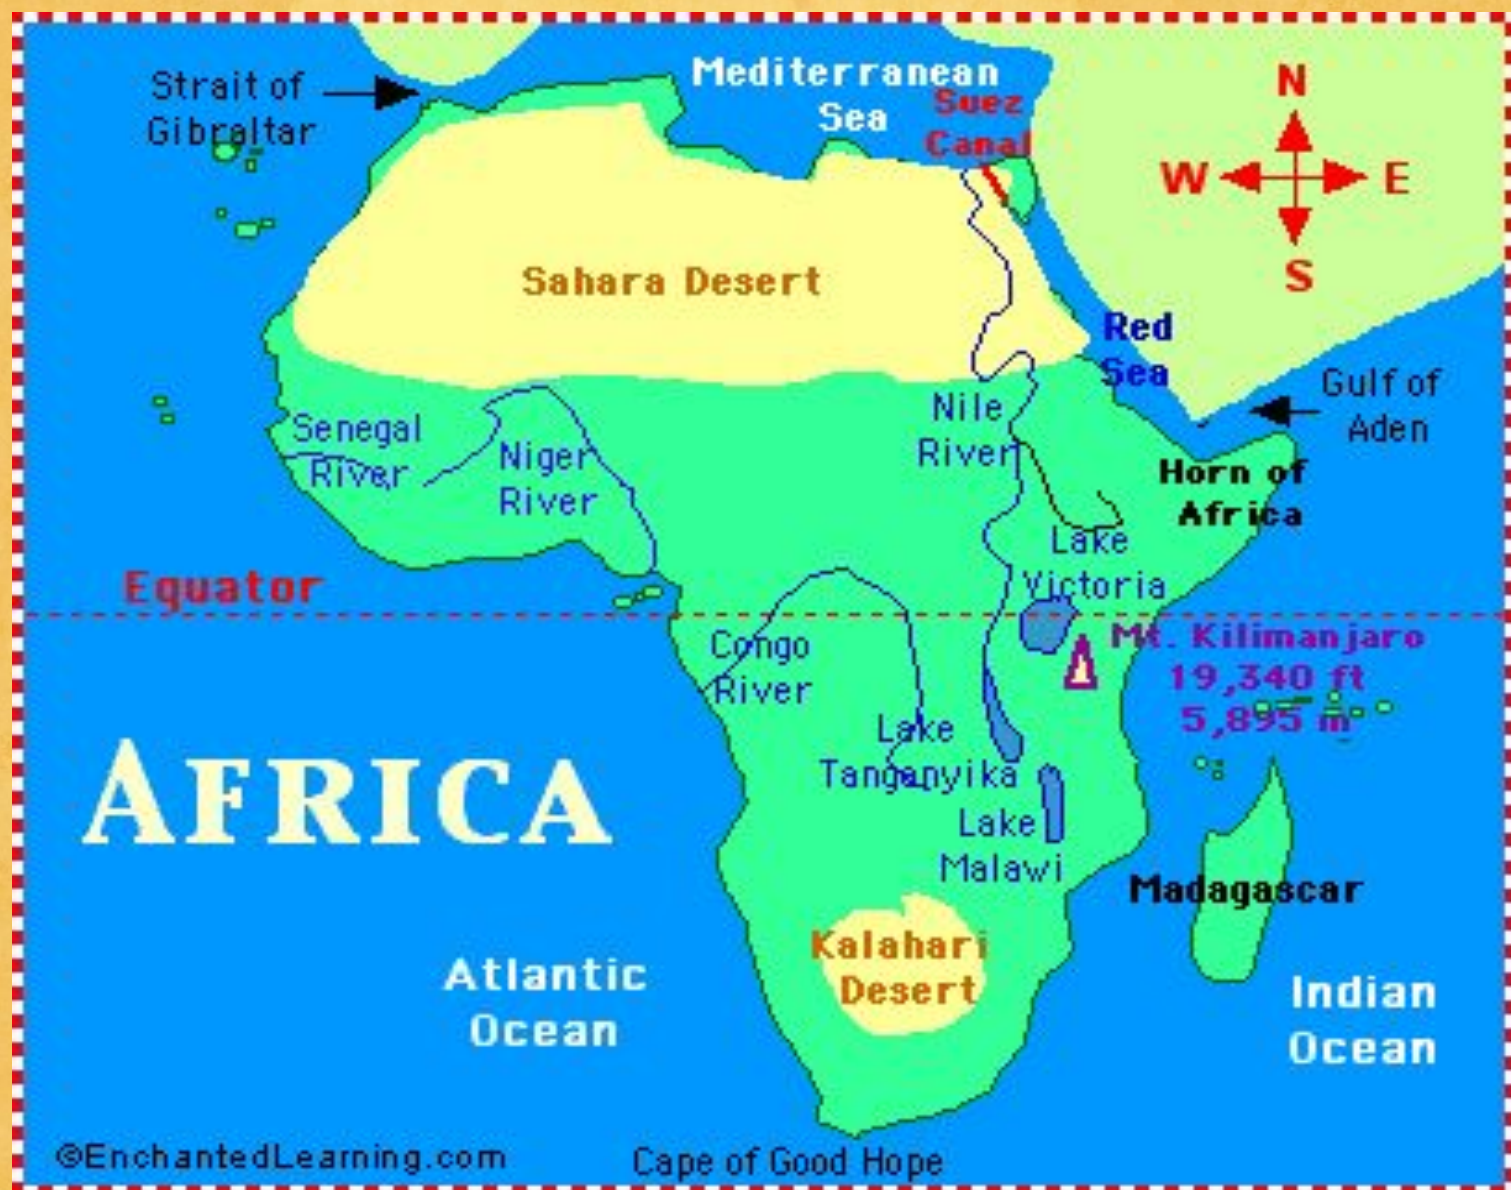 Strait of
Gibraltar
Mediterranean
Sea
Suez
Canal
N
W
E
S
Sahara Desert
Red
Sea
Gulf of
Aden
Senegal
River
Niger
River
Nile
River
Horn of
Africa
Lake
Victoria
Equator
Congo
River
Mt. Kilimanjaro
19,340 ft
5,895 m
Lake
Tanganyika
AFRICA
Lake
Malawi
Madagascar
Kalahari
Desert
Atlantic
Ocean
Indian
Ocean
©EnchantedLearning.com
Cape of Good Hope